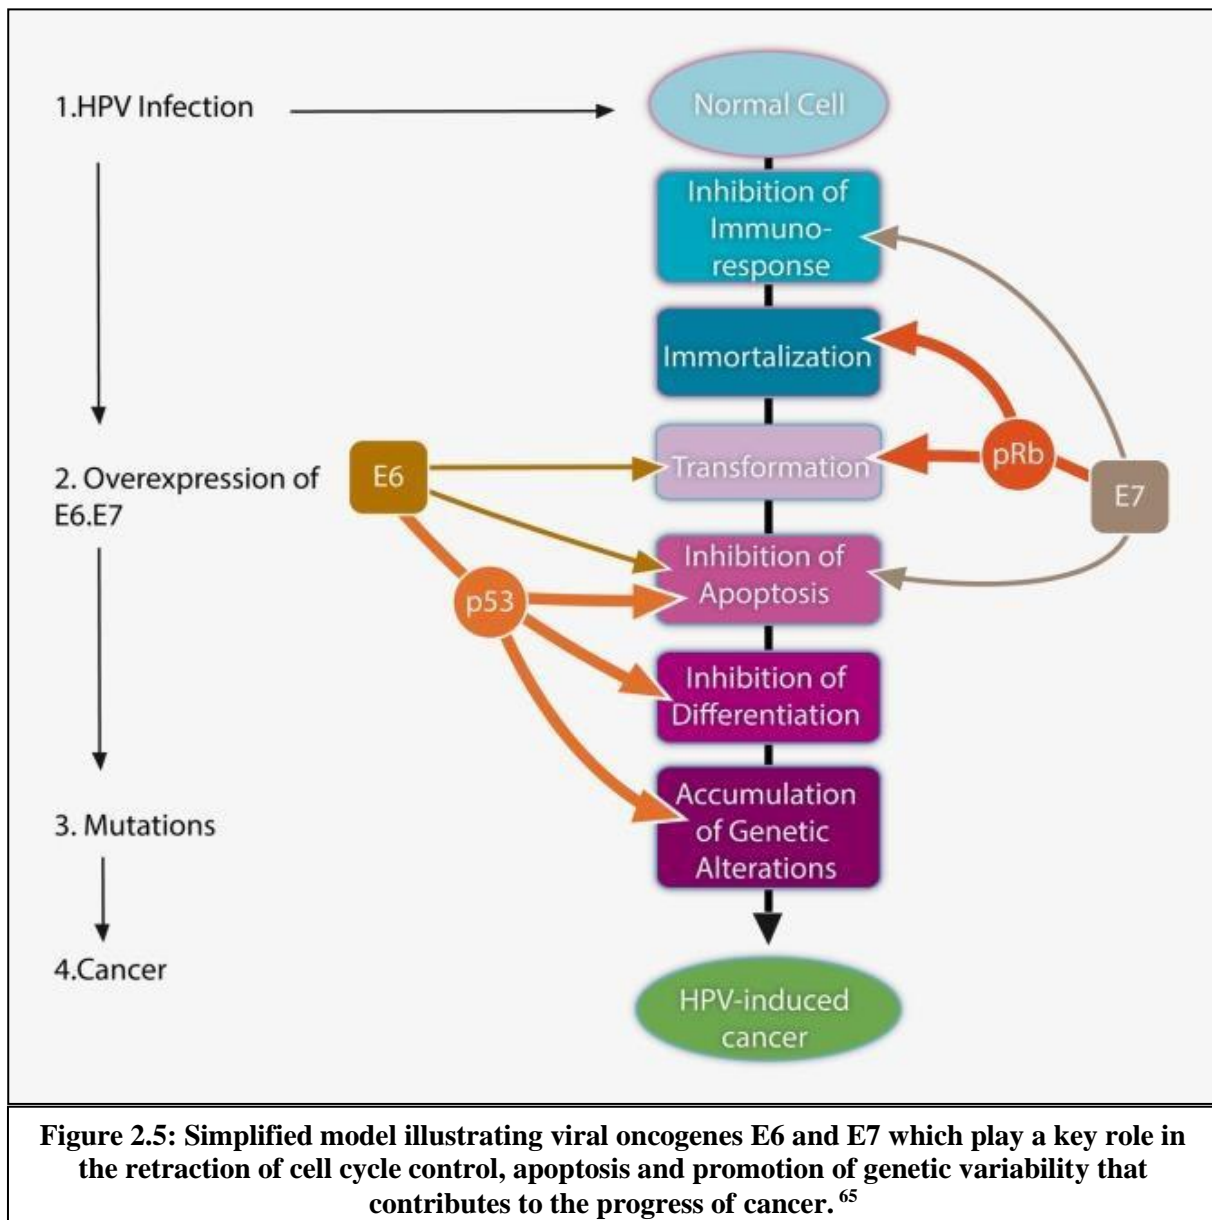 1.HPV Infection
Normal Cell
Inhibition of
Immuno-
response
Immortalization
2. Overexpression of
E6.E7
E6
Transformation
pRb
E7
Inhibition of
Apoptosis
p53
Inhibition of
Differentiation
3. Mutations
Accumulation
of Genetic
Alterations
4.Cancer
HPV-induced
cancer
Figure 2.5: Simplified model illustrating viral oncogenes E6 and E7 which play a key role in
the retraction of cell cycle control, apoptosis and promotion of genetic variability that
contributes to the progress of cancer. 65